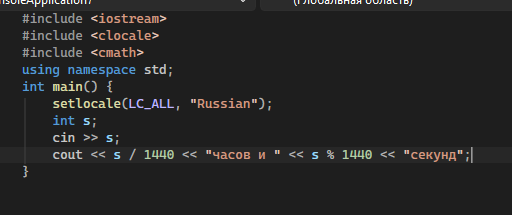 (Глобальная область)
#include <iostream>
#include <clocale>
#include <cmath>
using namespace std;
int main() {
    setlocale(LC_ALL, "Russian");
    int s;
    cin >> s;
    cout << s / 1440 << "часов и " << s % 1440 << "секунд";
}